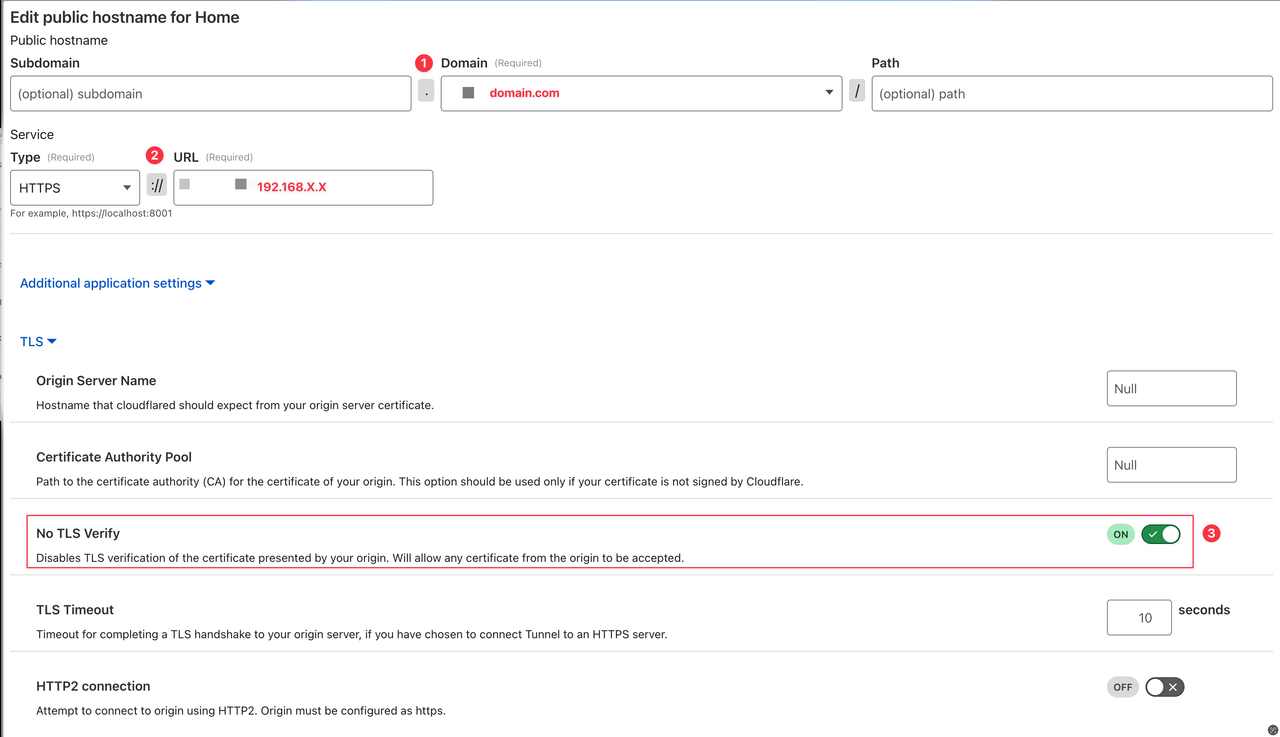 Edit public hostname for Home
Public hostname
Subdomain
1 Domain (Required)
Path
(optional) subdomain
.
domain.com
/
(optional) path
Service
Type (Required)
2 URL (Required)
HTTPS
://
192.168.X.X
For example, https://localhost:8001
Additional application settings
TLS
Origin Server Name
Null
Hostname that cloudflared should expect from your origin server certificate.
Certificate Authority Pool
Null
Path to the certificate authority (CA) for the certificate of your origin. This option should be used only if your certificate is not signed by Cloudflare.
No TLS Verify
ON
3
Disables TLS verification of the certificate presented by your origin. Will allow any certificate from the origin to be accepted.
TLS Timeout
10 seconds
Timeout for completing a TLS handshake to your origin server, if you have chosen to connect Tunnel to an HTTPS server.
HTTP2 connection
OFF
Attempt to connect to origin using HTTP2. Origin must be configured as https.